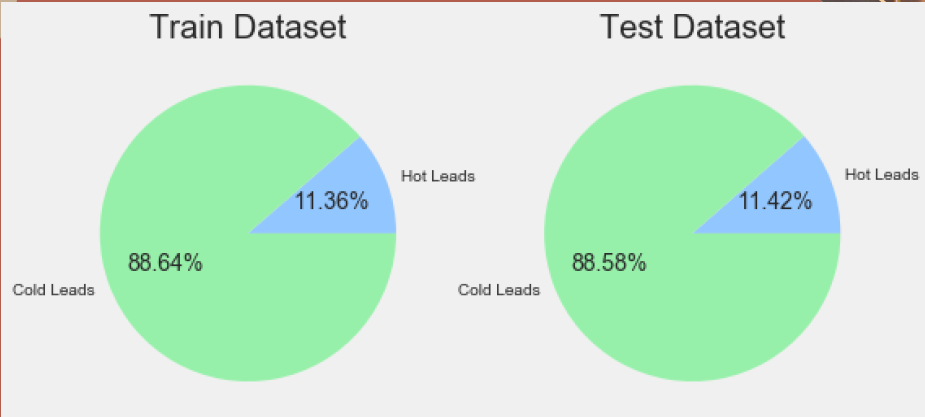 Train Dataset
Hot Leads
11.36%
88.64%
Cold Leads
Test Dataset
Hot Leads
11.42%
88.58%
Cold Leads